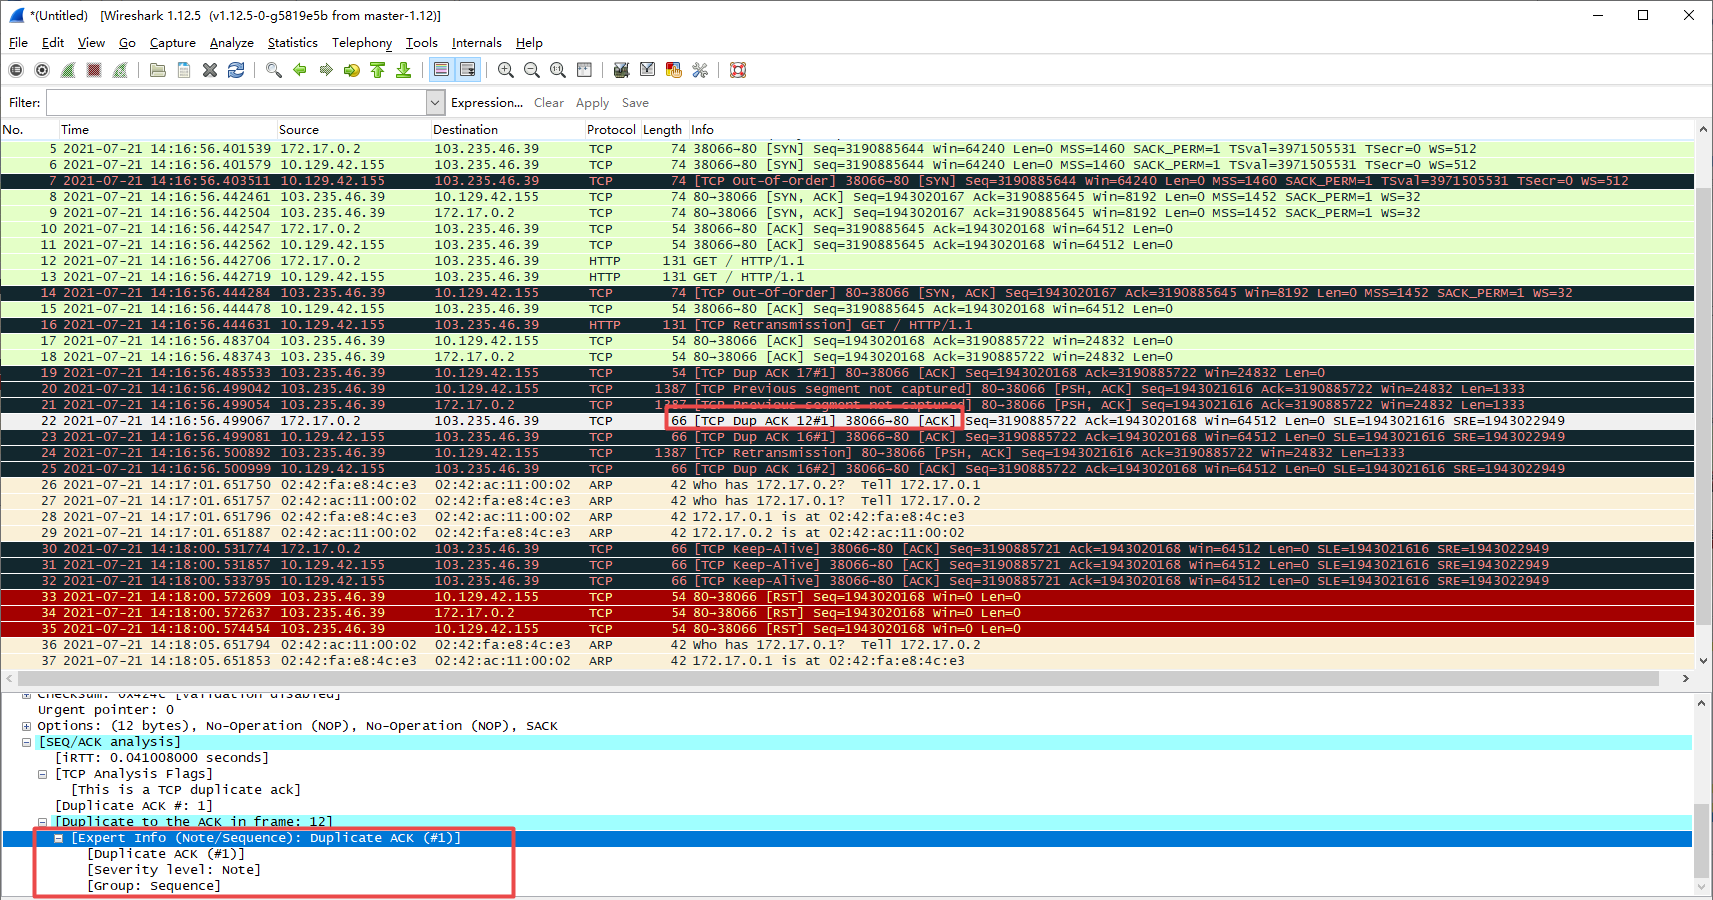 *(Untitled)   [Wireshark 1.12.5  (v1.12.5-0-g5819e5b from master-1.12)]
File Edit View Go Capture Analyze Statistics Telephony Tools Internals Help
Filter: Expression... Clear Apply Save
No. Time Source Destination Protocol Length Info
5 2021-07-21 14:16:56.401539 172.17.0.2 103.235.46.39 TCP 74 38066→80 [SYN] Seq=3190885644 Win=64240 Len=0 MSS=1460 SACK_PERM=1 TSval=3971505531 TSecr=0 WS=512
6 2021-07-21 14:16:56.401579 10.129.42.155 103.235.46.39 TCP 74 38066→80 [SYN] Seq=3190885644 Win=64240 Len=0 MSS=1460 SACK_PERM=1 TSval=3971505531 TSecr=0 WS=512
7 2021-07-21 14:16:56.403511 10.129.42.155 103.235.46.39 TCP 74 [TCP Out-Of-Order] 38066→80 [SYN] Seq=3190885644 Win=64240 Len=0 MSS=1460 SACK_PERM=1 TSval=3971505531 TSecr=0 WS=512
8 2021-07-21 14:16:56.442461 103.235.46.39 10.129.42.155 TCP 74 80→38066 [SYN, ACK] Seq=1943020167 Ack=3190885645 Win=8192 Len=0 MSS=1452 SACK_PERM=1 WS=32
9 2021-07-21 14:16:56.442504 103.235.46.39 172.17.0.2 TCP 74 80→38066 [SYN, ACK] Seq=1943020167 Ack=3190885645 Win=8192 Len=0 MSS=1452 SACK_PERM=1 WS=32
10 2021-07-21 14:16:56.442547 172.17.0.2 103.235.46.39 TCP 54 38066→80 [ACK] Seq=3190885645 Ack=1943020168 Win=64512 Len=0
11 2021-07-21 14:16:56.442562 10.129.42.155 103.235.46.39 TCP 54 38066→80 [ACK] Seq=3190885645 Ack=1943020168 Win=64512 Len=0
12 2021-07-21 14:16:56.442706 172.17.0.2 103.235.46.39 HTTP 131 GET / HTTP/1.1
13 2021-07-21 14:16:56.442719 10.129.42.155 103.235.46.39 HTTP 131 GET / HTTP/1.1
14 2021-07-21 14:16:56.444284 103.235.46.39 10.129.42.155 TCP 74 [TCP Out-Of-Order] 80→38066 [SYN, ACK] Seq=1943020167 Ack=3190885645 Win=8192 Len=0 MSS=1452 SACK_PERM=1 WS=32
15 2021-07-21 14:16:56.444478 10.129.42.155 103.235.46.39 TCP 54 38066→80 [ACK] Seq=3190885645 Ack=1943020168 Win=64512 Len=0
16 2021-07-21 14:16:56.444631 10.129.42.155 103.235.46.39 HTTP 131 [TCP Retransmission] GET / HTTP/1.1
17 2021-07-21 14:16:56.483704 103.235.46.39 10.129.42.155 TCP 54 80→38066 [ACK] Seq=1943020168 Ack=3190885722 Win=24832 Len=0
18 2021-07-21 14:16:56.483743 103.235.46.39 172.17.0.2 TCP 54 80→38066 [ACK] Seq=1943020168 Ack=3190885722 Win=24832 Len=0
19 2021-07-21 14:16:56.485533 103.235.46.39 10.129.42.155 TCP 54 [TCP Dup ACK 17#1] 80→38066 [ACK] Seq=1943020168 Ack=3190885722 Win=24832 Len=0
20 2021-07-21 14:16:56.499042 103.235.46.39 10.129.42.155 TCP 1387 [TCP Previous segment not captured] 80→38066 [PSH, ACK] Seq=1943021616 Ack=3190885722 Win=24832 Len=1333
21 2021-07-21 14:16:56.499054 103.235.46.39 172.17.0.2 TCP 1387 [TCP Previous segment not captured] 80→38066 [PSH, ACK] Seq=1943021616 Ack=3190885722 Win=24832 Len=1333
22 2021-07-21 14:16:56.499067 172.17.0.2 103.235.46.39 TCP 66 [TCP Dup ACK 12#1] 38066→80 [ACK] Seq=3190885722 Ack=1943020168 Win=64512 Len=0 SLE=1943021616 SRE=1943022949
23 2021-07-21 14:16:56.499081 10.129.42.155 103.235.46.39 TCP 66 [TCP Dup ACK 16#1] 38066→80 [ACK] Seq=3190885722 Ack=1943020168 Win=64512 Len=0 SLE=1943021616 SRE=1943022949
24 2021-07-21 14:16:56.500892 103.235.46.39 10.129.42.155 TCP 1387 [TCP Retransmission] 80→38066 [PSH, ACK] Seq=1943021616 Ack=3190885722 Win=24832 Len=1333
25 2021-07-21 14:16:56.500999 10.129.42.155 103.235.46.39 TCP 66 [TCP Dup ACK 16#2] 38066→80 [ACK] Seq=3190885722 Ack=1943020168 Win=64512 Len=0 SLE=1943021616 SRE=1943022949
26 2021-07-21 14:17:01.651750 02:42:fa:e8:4c:e3 02:42:ac:11:00:02 ARP 42 Who has 172.17.0.2?  Tell 172.17.0.1
27 2021-07-21 14:17:01.651757 02:42:ac:11:00:02 02:42:fa:e8:4c:e3 ARP 42 Who has 172.17.0.1?  Tell 172.17.0.2
28 2021-07-21 14:17:01.651796 02:42:fa:e8:4c:e3 02:42:ac:11:00:02 ARP 42 172.17.0.1 is at 02:42:fa:e8:4c:e3
29 2021-07-21 14:17:01.651887 02:42:ac:11:00:02 02:42:fa:e8:4c:e3 ARP 42 172.17.0.2 is at 02:42:ac:11:00:02
30 2021-07-21 14:18:00.531774 172.17.0.2 103.235.46.39 TCP 66 [TCP Keep-Alive] 38066→80 [ACK] Seq=3190885721 Ack=1943020168 Win=64512 Len=0 SLE=1943021616 SRE=1943022949
31 2021-07-21 14:18:00.531857 10.129.42.155 103.235.46.39 TCP 66 [TCP Keep-Alive] 38066→80 [ACK] Seq=3190885721 Ack=1943020168 Win=64512 Len=0 SLE=1943021616 SRE=1943022949
32 2021-07-21 14:18:00.533795 10.129.42.155 103.235.46.39 TCP 66 [TCP Keep-Alive] 38066→80 [ACK] Seq=3190885721 Ack=1943020168 Win=64512 Len=0 SLE=1943021616 SRE=1943022949
33 2021-07-21 14:18:00.572609 103.235.46.39 10.129.42.155 TCP 54 80→38066 [RST] Seq=1943020168 Win=0 Len=0
34 2021-07-21 14:18:00.572637 103.235.46.39 172.17.0.2 TCP 54 80→38066 [RST] Seq=1943020168 Win=0 Len=0
35 2021-07-21 14:18:00.574454 103.235.46.39 10.129.42.155 TCP 54 80→38066 [RST] Seq=1943020168 Win=0 Len=0
36 2021-07-21 14:18:05.651794 02:42:ac:11:00:02 02:42:fa:e8:4c:e3 ARP 42 Who has 172.17.0.1?  Tell 172.17.0.2
37 2021-07-21 14:18:05.651853 02:42:fa:e8:4c:e3 02:42:ac:11:00:02 ARP 42 172.17.0.1 is at 02:42:fa:e8:4c:e3
Checksum: 0x424c [validation disabled]
Urgent pointer: 0
Options: (12 bytes), No-Operation (NOP), No-Operation (NOP), SACK
[SEQ/ACK analysis]
[iRTT: 0.041008000 seconds]
[TCP Analysis Flags]
[This is a TCP duplicate ack]
[Duplicate ACK #: 1]
[Duplicate to the ACK in frame: 12]
[Expert Info (Note/Sequence): Duplicate ACK (#1)]
[Duplicate ACK (#1)]
[Severity level: Note]
[Group: Sequence]